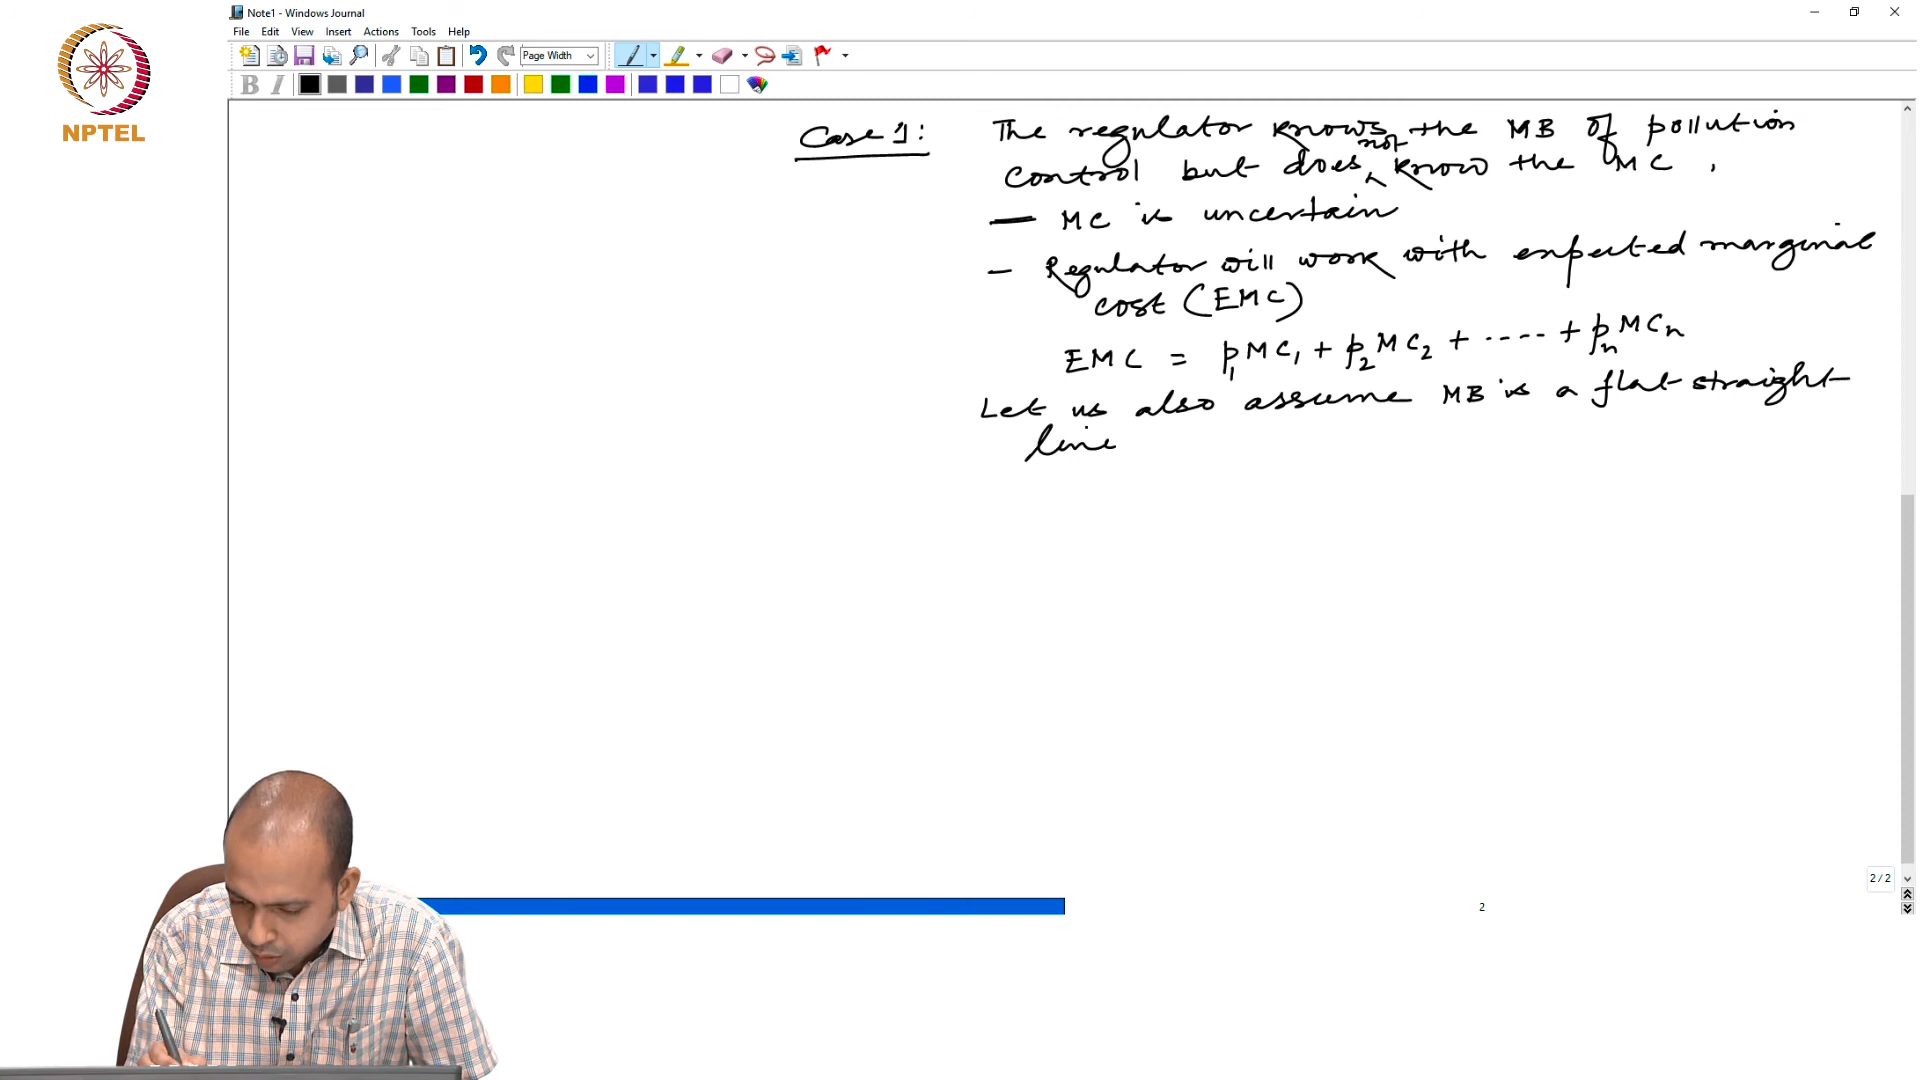 Note1 - Windows Journal
File Edit View Insert Actions Tools Help
Page Width
B I
NPTEL
Case 1: The regulator knows the MB of pollution
control but does not know the MC.
— MC is uncertain
— Regulator will work with expected marginal
cost (EMC)
EMC = p₁MC₁ + p₂MC₂ + ---- + pₙMCₙ
Let us also assume MB is a flat straight
line
2 / 2
2